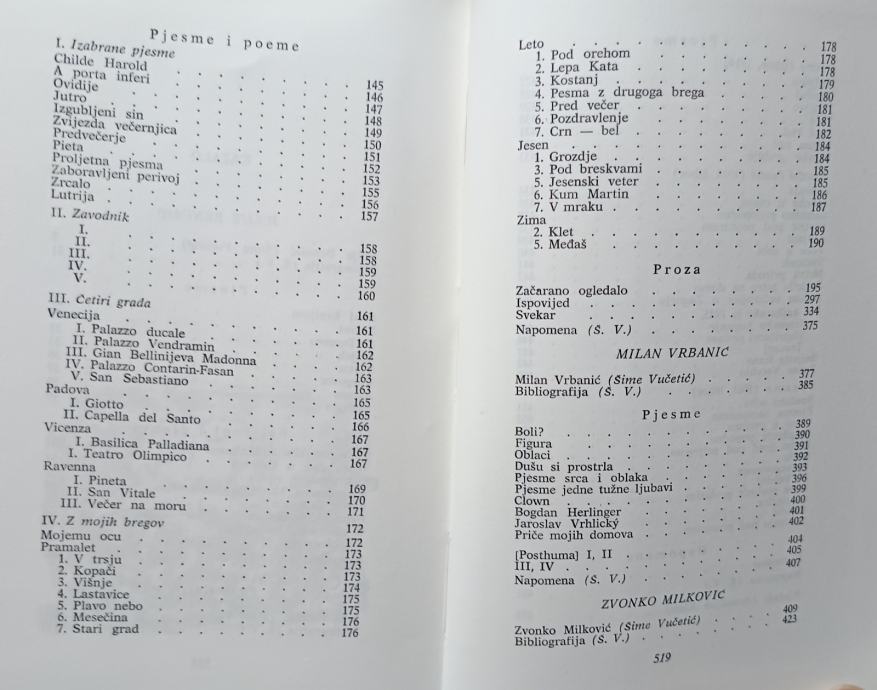 Pjesme i poeme
I. Izabrane pjesme
Childe Harold . . . . . . . 145
A porta inferi . . . . . . . 146
Ovidije . . . . . . . 147
Jutro . . . . . . . 148
Izgubljeni sin . . . . . . . 149
Zvijezda večernjica . . . . . . . 150
Predvečerje . . . . . . . 151
Pieta . . . . . . . 152
Proljetna pjesma . . . . . . . 153
Zaboravljeni perivoj . . . . . . . 155
Zrcalo . . . . . . . 156
Lutrija . . . . . . . 157
II. Zavodnik
I. . . . . . . . 158
II. . . . . . . . 158
III. . . . . . . . 159
IV. . . . . . . . 159
V. . . . . . . . 160
III. Četiri grada
Venecija . . . . . . . 161
I. Palazzo ducale . . . . . . . 161
II. Palazzo Vendramin . . . . . . . 161
III. Gian Bellinijeva Madonna . . . . 162
IV. Palazzo Contarin-Fasan . . . . 162
V. San Sebastiano . . . . . . . 163
Padova . . . . . . . 163
I. Giotto . . . . . . . 165
II. Capella del Santo . . . . . . . 165
Vicenza . . . . . . . 166
I. Basilica Palladiana . . . . . . . 167
I. Teatro Olimpico . . . . . . . 167
Ravenna . . . . . . . 167
I. Pineta . . . . . . . 169
II. San Vitale . . . . . . . 170
III. Večer na moru . . . . . . . 171
IV. Z mojih bregov 172
Mojemu ocu . . . . . . . 172
Pramalet . . . . . . . 173
1. V trsju . . . . . . . 173
2. Kopači . . . . . . . 173
3. Višnje . . . . . . . 174
4. Lastavice . . . . . . . 175
5. Plavo nebo . . . . . . . 175
6. Mesečina . . . . . . . 176
7. Stari grad . . . . . . . 176
Leto . . . . . . . 178
1. Pod orehom . . . . . . . 178
2. Lepa Kata . . . . . . . 178
3. Kostanj . . . . . . . 179
4. Pesma z drugoga brega . . . . . 180
5. Pred večer . . . . . . . 181
6. Pozdravljenje . . . . . . . 181
7. Crn — bel . . . . . . . 182
Jesen . . . . . . . 184
1. Grozdje . . . . . . . 184
3. Pod breskvami . . . . . . . 185
5. Jesenski veter . . . . . . . 185
6. Kum Martin . . . . . . . 186
7. V mraku . . . . . . . 187
Zima
2. Klet . . . . . . . 189
5. Međaš . . . . . . . 190
Proza
Začarano ogledalo . . . . . . . 195
Ispovijed . . . . . . . 297
Svekar . . . . . . . 334
Napomena (Š. V.) . . . . . . . 375
MILAN VRBANIĆ
Milan Vrbanić (Šime Vučetić) . . . . . 377
Bibliografija (Š. V.) . . . . . . . 385
Pjesme
Boli? . . . . . . . 389
Figura . . . . . . . 390
Oblaci . . . . . . . 391
Dušu si prostrla . . . . . . . 392
Pjesme srca i oblaka . . . . . . . 393
Pjesme jedne tužne ljubavi . . . . . 396
Clown . . . . . . . 399
Bogdan Herlinger . . . . . . . 400
Jaroslav Vrhlický . . . . . . . 401
Priče mojih domova . . . . . . . 402
[Posthuma] I, II . . . . . . . 404
III, IV . . . . . . . 405
Napomena (Š. V.) . . . . . . . 407
ZVONKO MILKOVIĆ
Zvonko Milković (Šime Vučetić) . . . . 409
Bibliografija (Š. V.) . . . . . . . 423
519